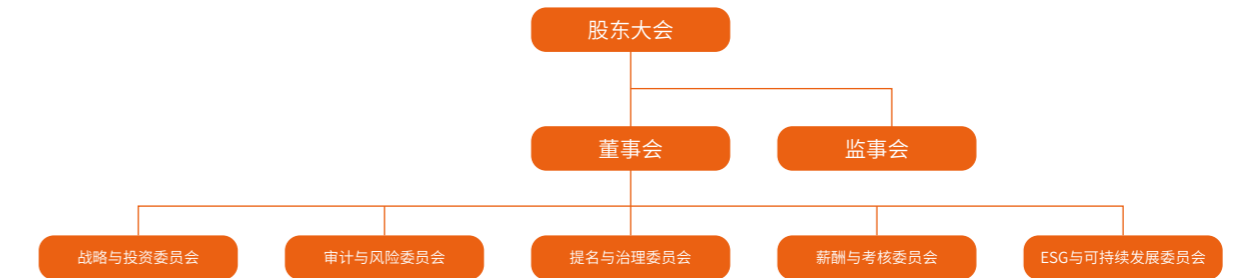 股东大会
董事会
监事会
战略与投资委员会
审计与风险委员会
提名与治理委员会
薪酬与考核委员会
ESG与可持续发展委员会